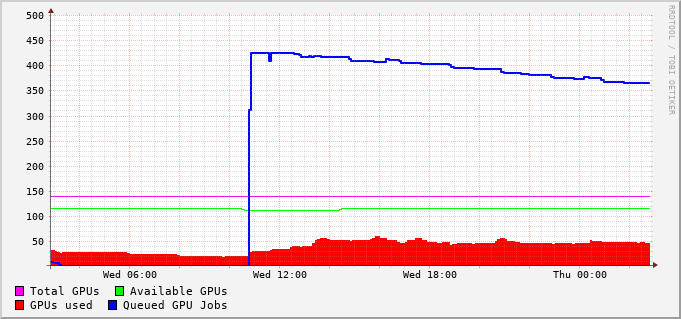 500
450
400
350
300
250
200
150
100
50
Wed 06:00 Wed 12:00 Wed 18:00 Thu 00:00
Total GPUs Available GPUs
GPUs used Queued GPU Jobs
RRDTOOL / TOBI OETIKER